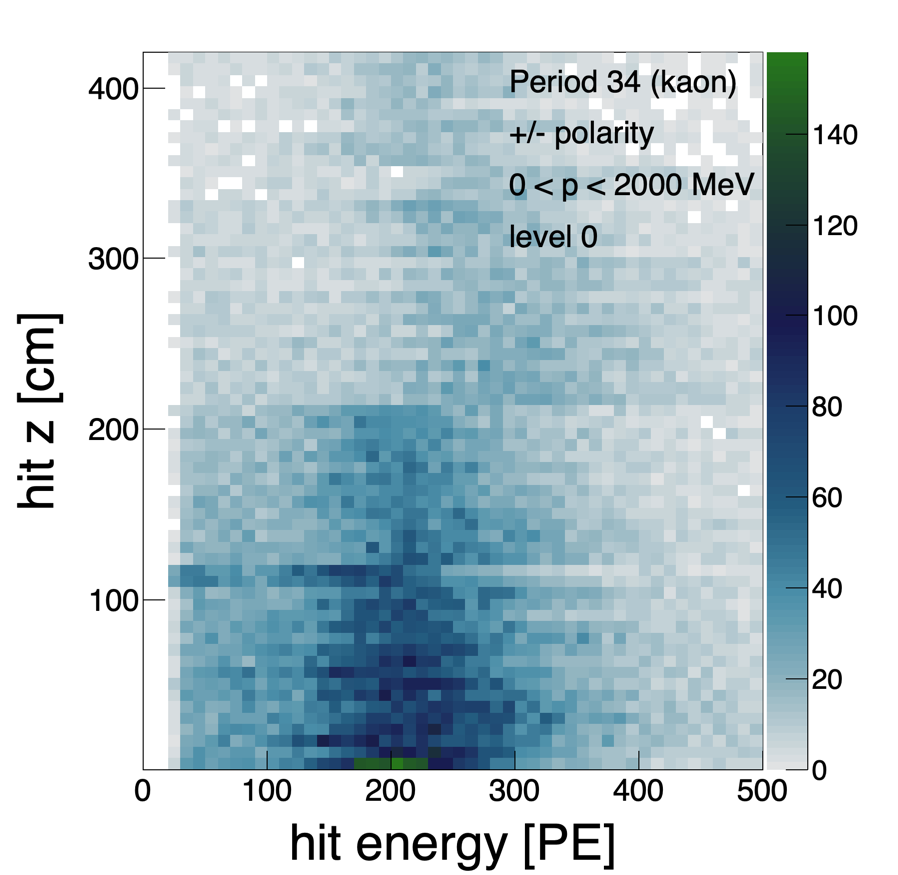 400
300
200
100
hit z [cm]
Period 34 (kaon)
+/- polarity
0 < p < 2000 MeV
level 0
140
120
100
80
60
40
20
0
0 100 200 300 400 500
hit energy [PE]